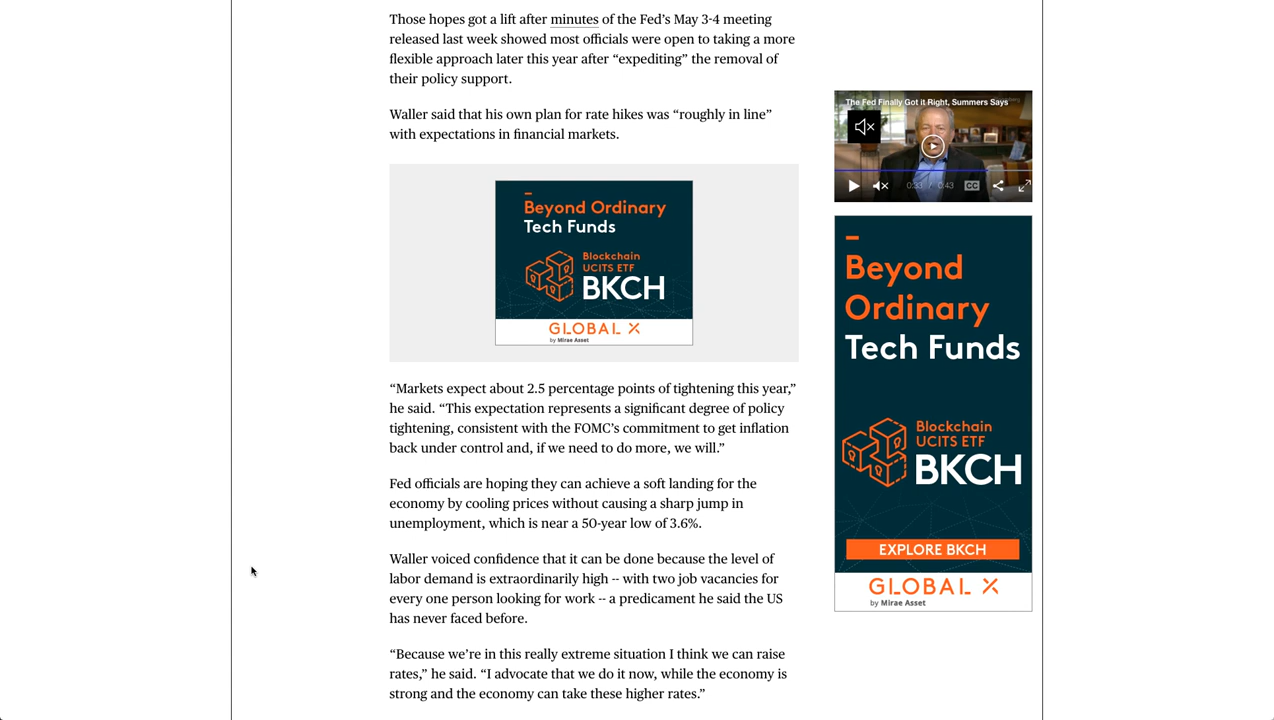 Those hopes got a lift after minutes of the Fed’s May 3-4 meeting
released last week showed most officials were open to taking a more
flexible approach later this year after “expediting” the removal of
their policy support.
Waller said that his own plan for rate hikes was “roughly in line”
with expectations in financial markets.
Beyond Ordinary
Tech Funds
Blockchain
UCITS ETF
BKCH
GLOBAL X
by Mirae Asset
“Markets expect about 2.5 percentage points of tightening this year,”
he said. “This expectation represents a significant degree of policy
tightening, consistent with the FOMC’s commitment to get inflation
back under control and, if we need to do more, we will.”
Fed officials are hoping they can achieve a soft landing for the
economy by cooling prices without causing a sharp jump in
unemployment, which is near a 50-year low of 3.6%.
Waller voiced confidence that it can be done because the level of
labor demand is extraordinarily high -- with two job vacancies for
every one person looking for work -- a predicament he said the US
has never faced before.
“Because we’re in this really extreme situation I think we can raise
rates,” he said. “I advocate that we do it now, while the economy is
strong and the economy can take these higher rates.”
The Fed Finally Got it Right, Summers Says
0:33 / 0:43 CC
Beyond
Ordinary
Tech Funds
Blockchain
UCITS ETF
BKCH
EXPLORE BKCH
GLOBAL X
by Mirae Asset